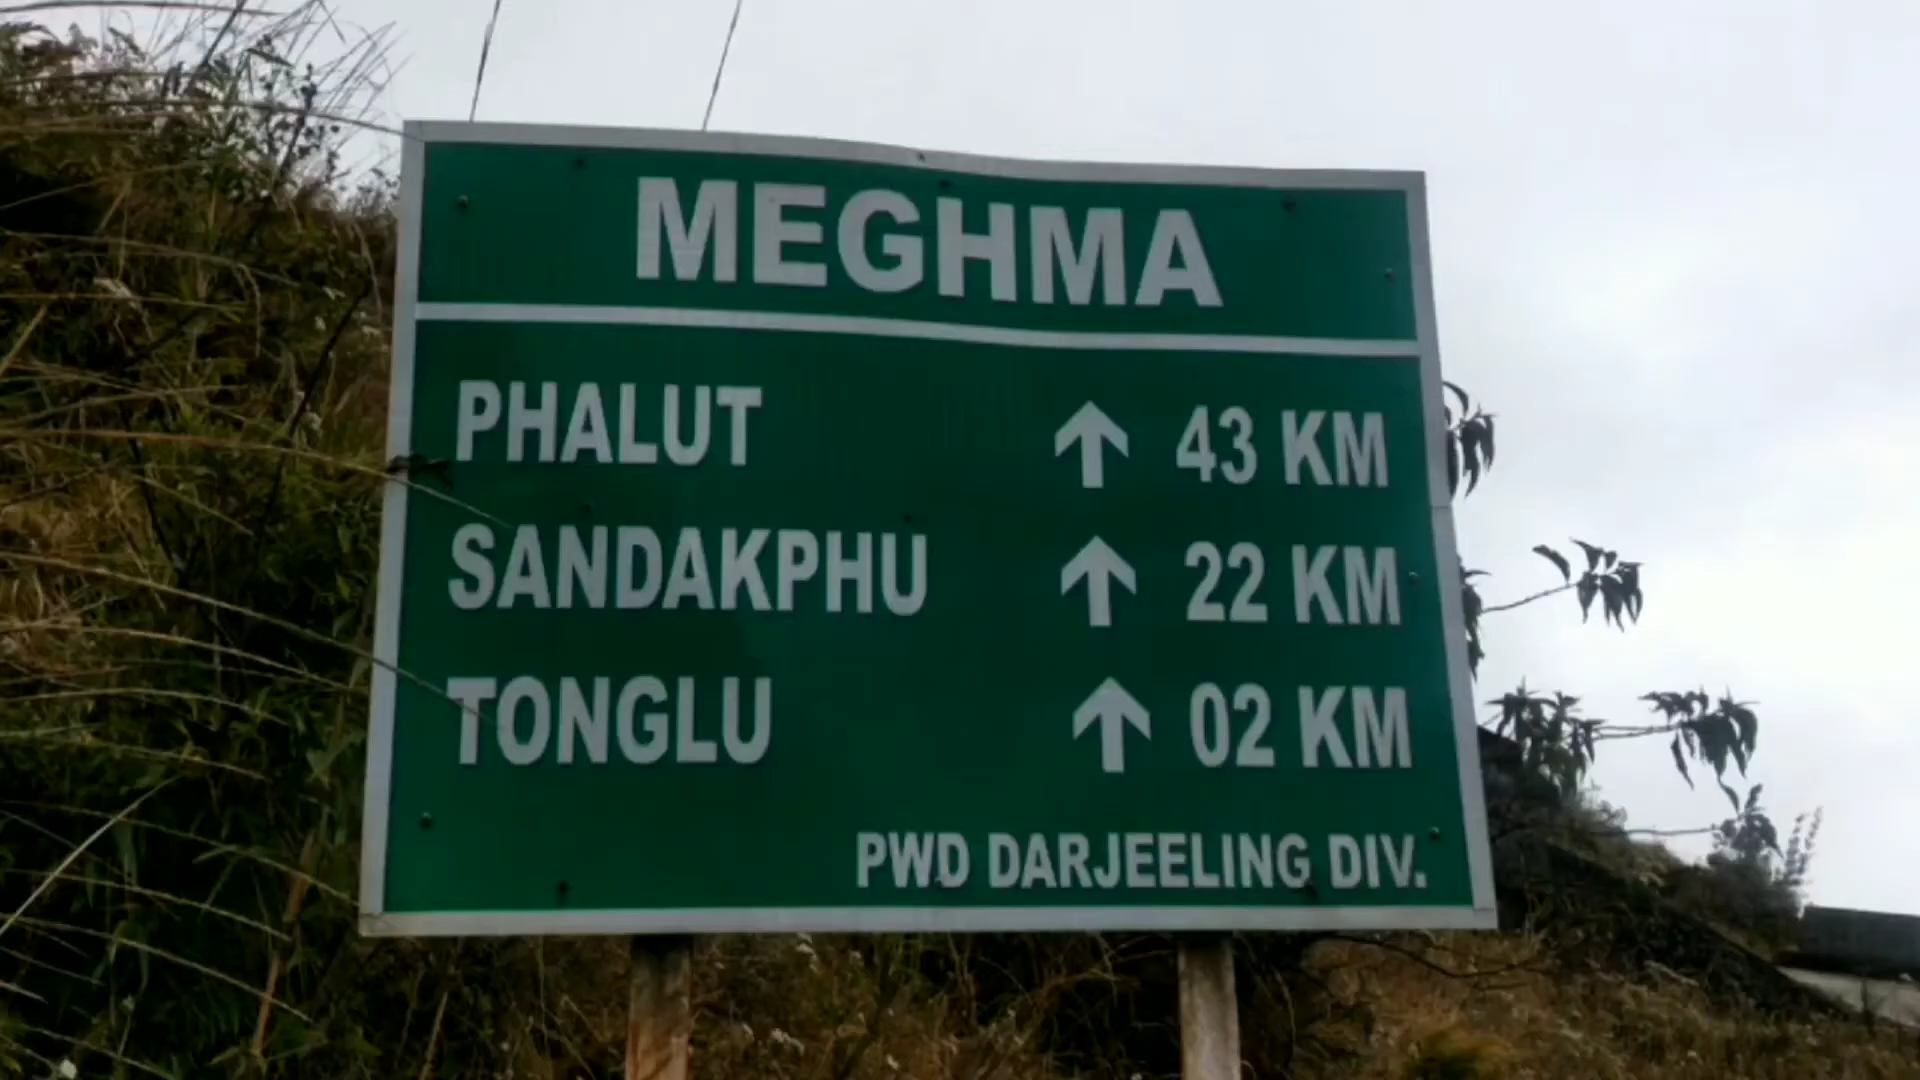 MEGHMA
PHALUT ↑ 43 KM
SANDAKPHU ↑ 22 KM
TONGLU ↑ 02 KM
PWD DARJEELING DIV.